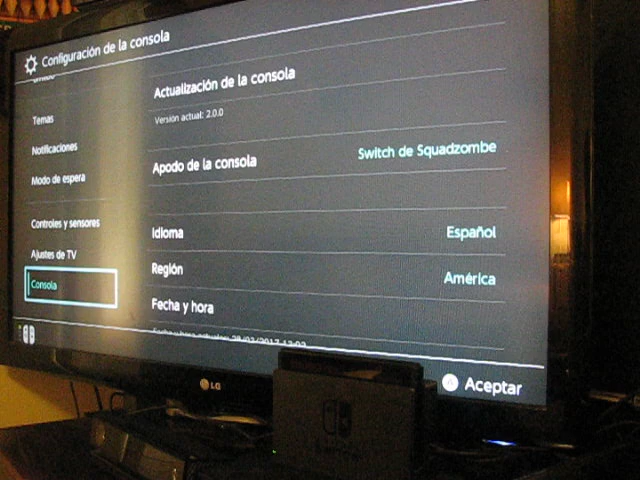 Configuración de la consola
Temas
Notificaciones
Modo de espera
Controles y sensores
Ajustes de TV
Consola
Actualización de la consola
Versión actual: 2.0.0
Apodo de la consola
Switch de Squadzombe
Idioma
Español
Región
América
Fecha y hora
Aceptar
LG